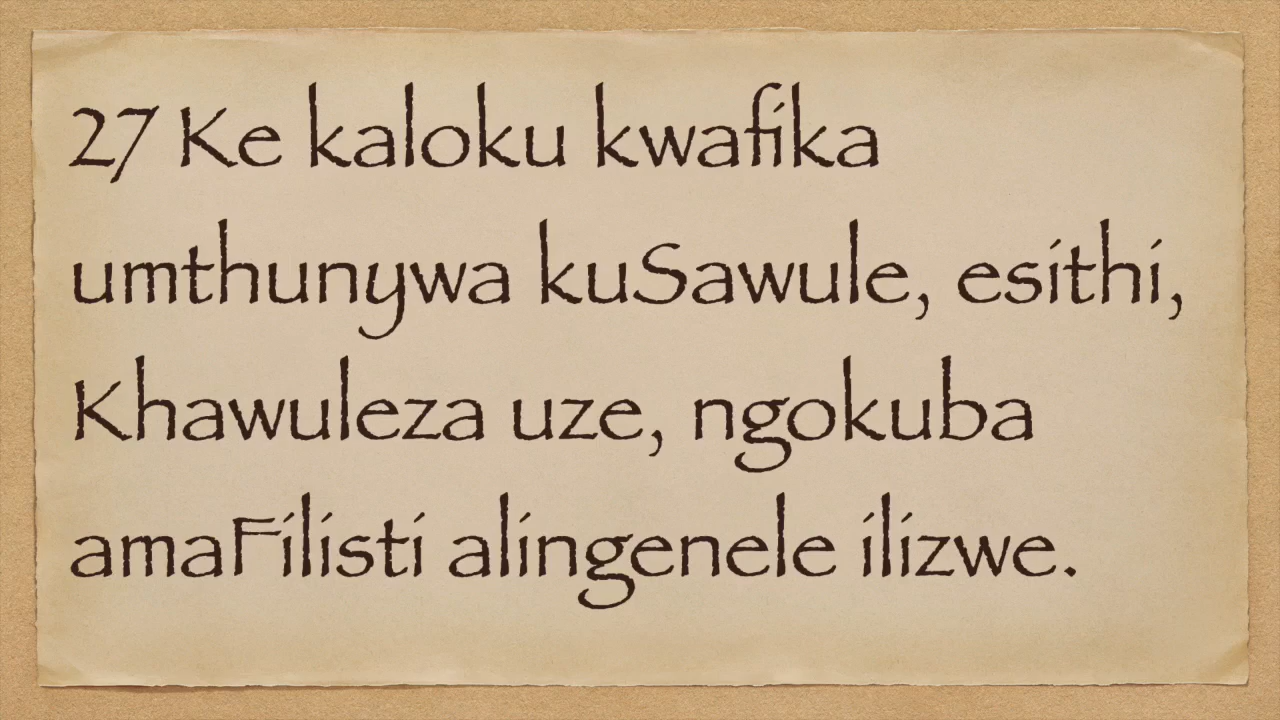 27 Ke kaloku kwafika
umthunywa kuSawule, esithi,
Khawuleza uze, ngokuba
amaFilisti alingenele ilizwe.